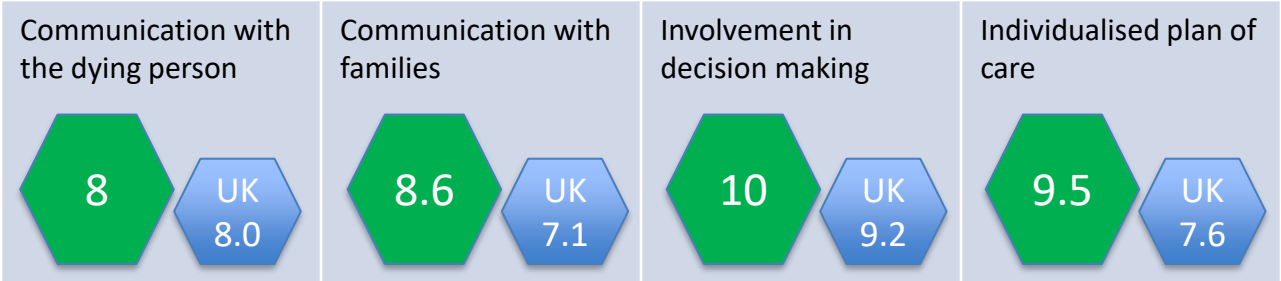 Communication with
the dying person
8
UK
8.0
Communication with
families
8.6
UK
7.1
Involvement in
decision making
10
UK
9.2
Individualised plan of
care
9.5
UK
7.6